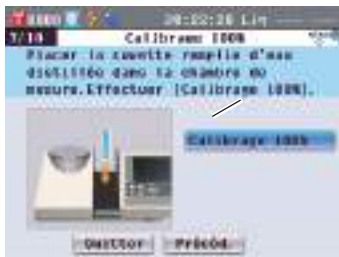 1/14 Calibrage 100%
Placer la cuvette remplie d'eau
distillée dans la chambre de
mesure.Effectuer [Calibrage 100%].
Calibrage 100%
Quitter Précéd.